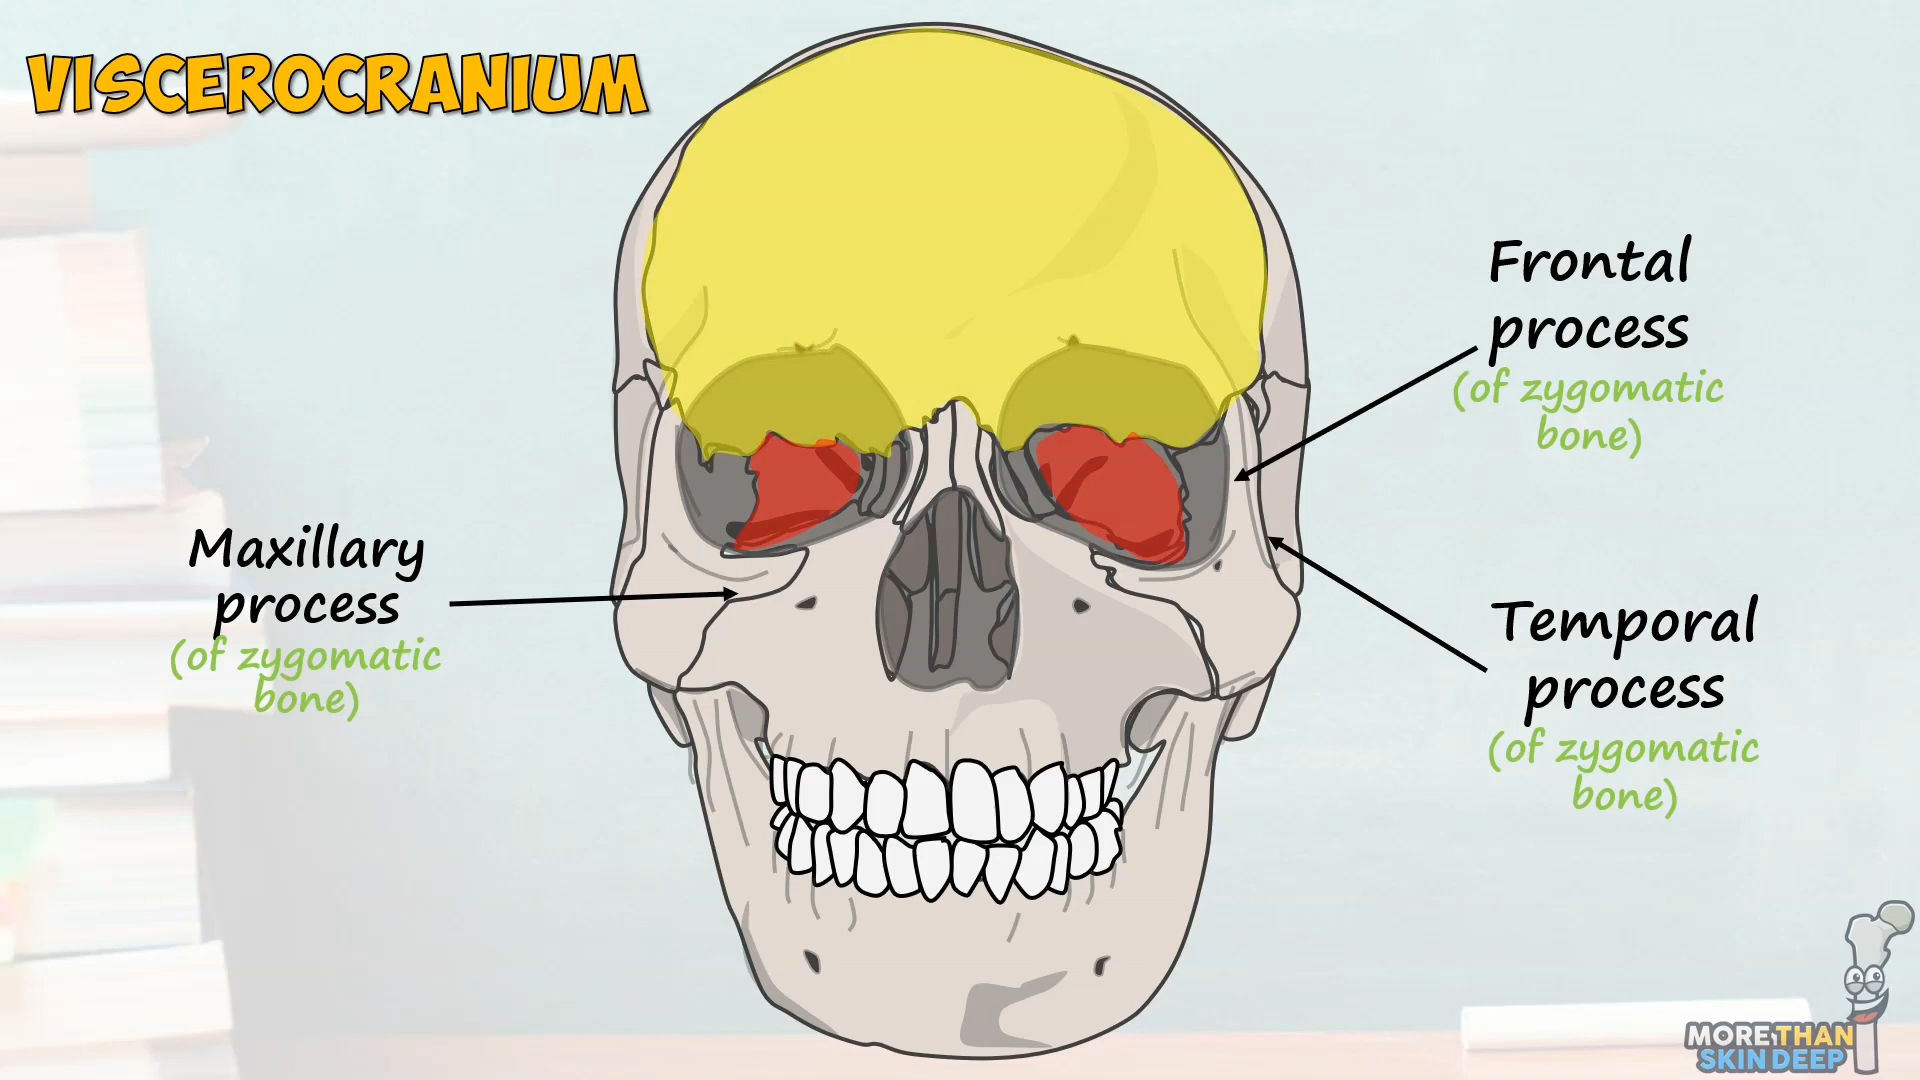 VISCEROCRANIUM
Frontal
process
(of zygomatic
bone)
Maxillary
process
(of zygomatic
bone)
Temporal
process
(of zygomatic
bone)
MORE THAN
SKIN DEEP